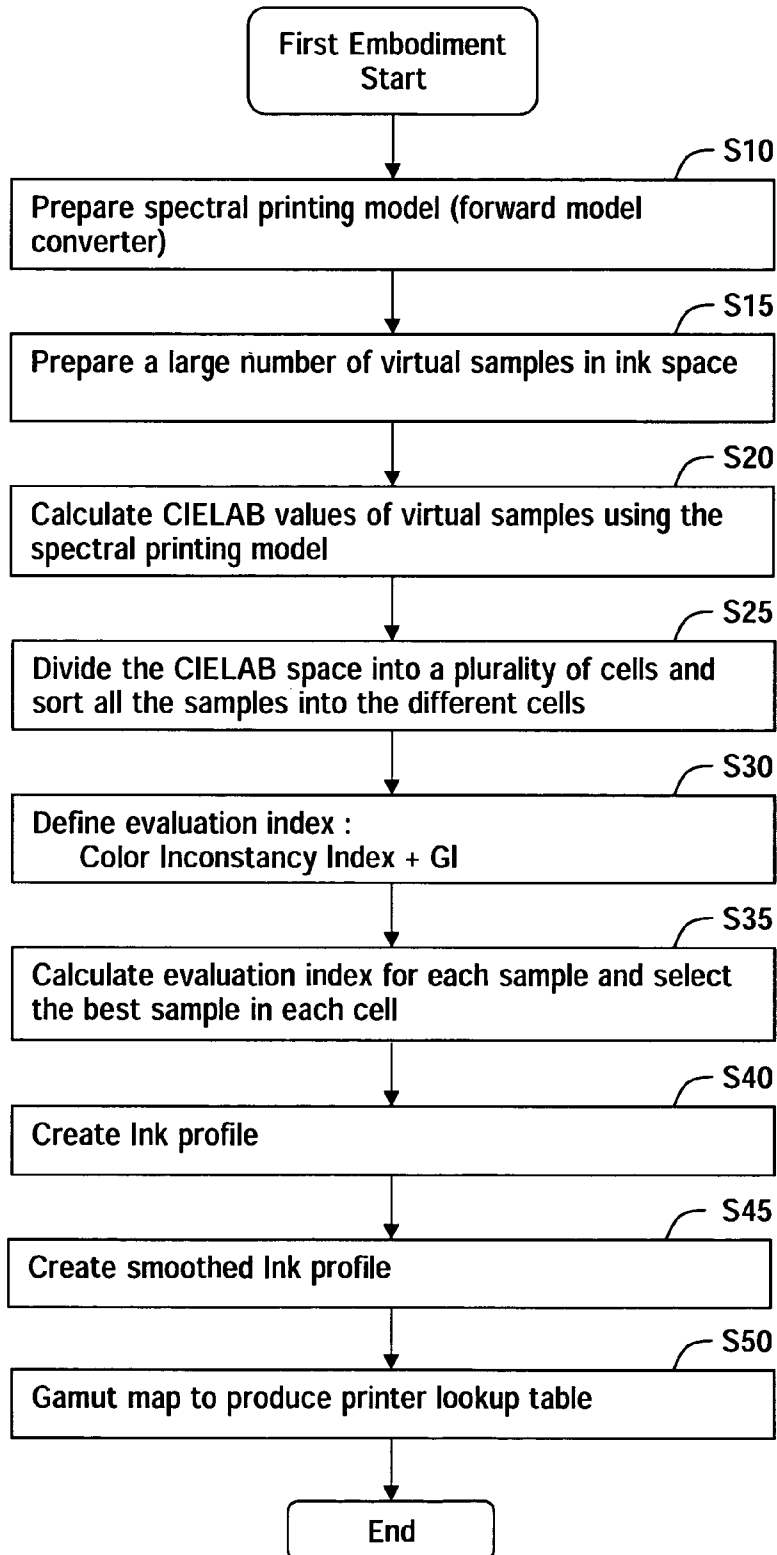 First Embodiment
Start
S10
Prepare spectral printing model (forward model
converter)
S15
Prepare a large number of virtual samples in ink space
S20
Calculate CIELAB values of virtual samples using the
spectral printing model
S25
Divide the CIELAB space into a plurality of cells and
sort all the samples into the different cells
S30
Define evaluation index :
Color Inconstancy Index + GI
S35
Calculate evaluation index for each sample and select
the best sample in each cell
S40
Create Ink profile
S45
Create smoothed Ink profile
S50
Gamut map to produce printer lookup table
End